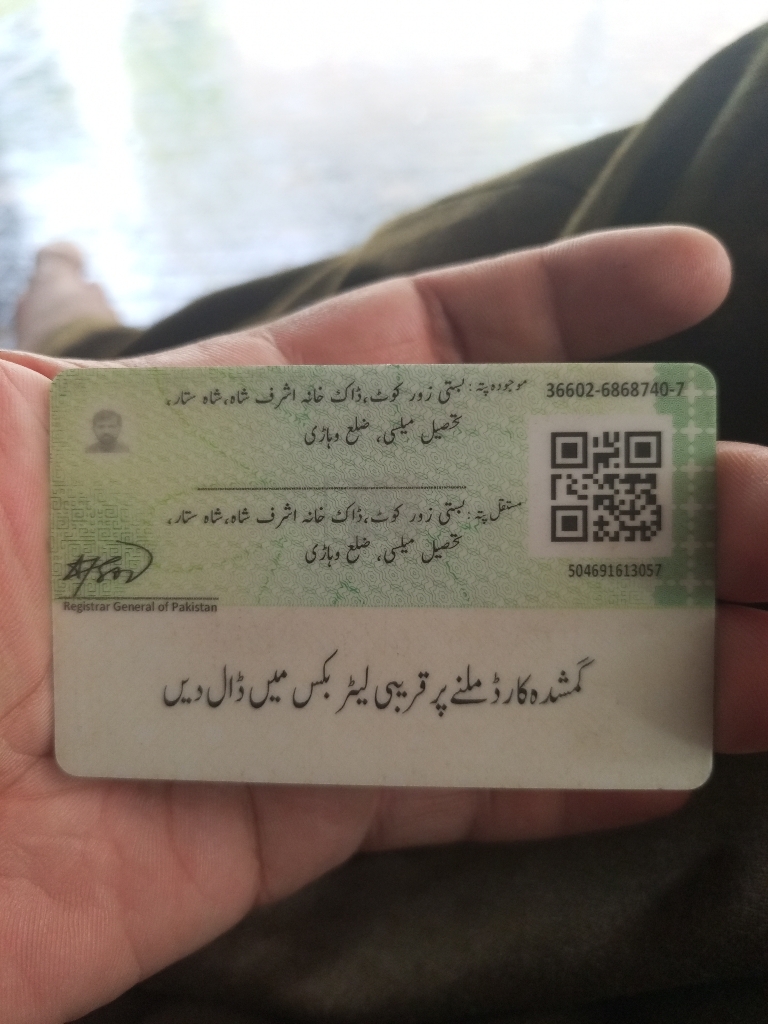 موجودہ پتہ: بستی زور کوٹ، ڈاک خانہ اشرف شاہ، شاہ ستار،
تحصیل میلسی، ضلع وہاڑی
36602-6868740-7
مستقل پتہ: بستی زور کوٹ، ڈاک خانہ اشرف شاہ، شاہ ستار،
تحصیل میلسی، ضلع وہاڑی
504691613057
Registrar General of Pakistan
گمشدہ کارڈ ملنے پر قریبی لیٹر بکس میں ڈال دیں